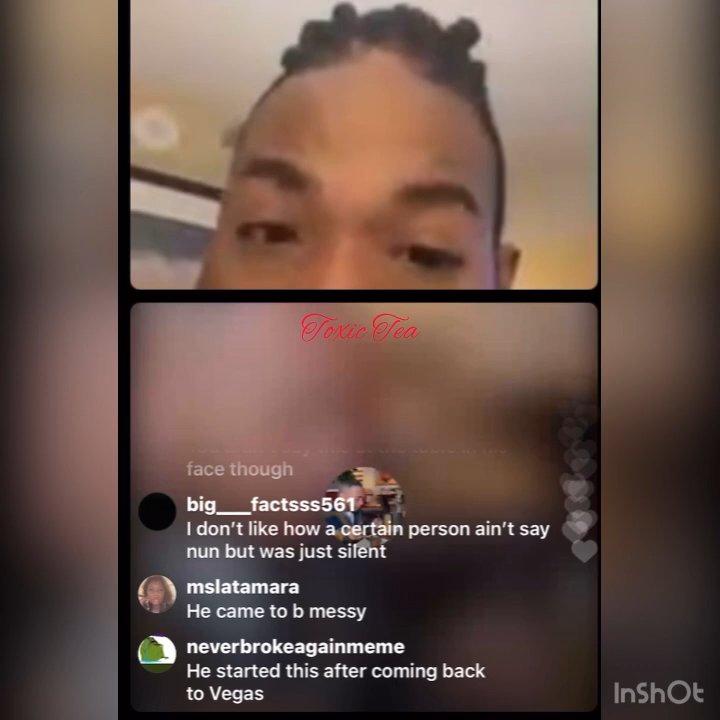 Toxic Tea
face though
big___factsss561
I don't like how a certain person ain't say
nun but was just silent
mslatamara
He came to b messy
neverbrokeagainmeme
He started this after coming back
to Vegas
InShOt